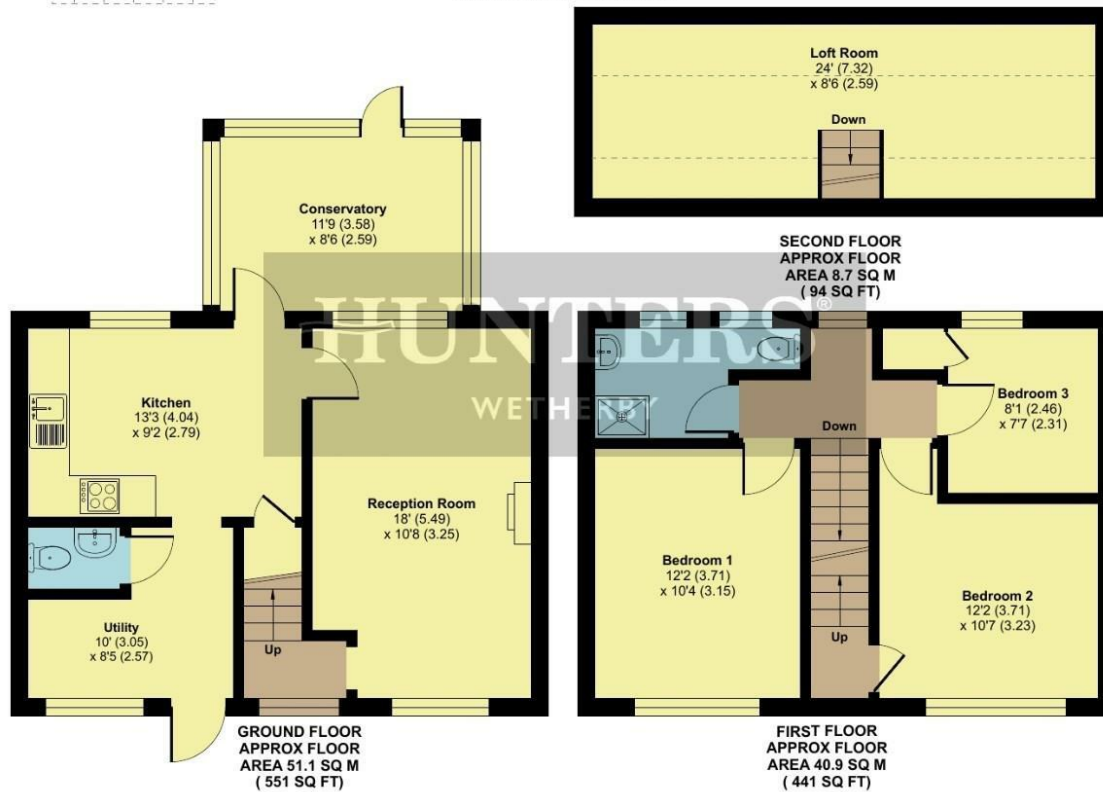 Loft Room
24' (7.32)
x 8'6 (2.59)
Down
SECOND FLOOR
APPROX FLOOR
AREA 8.7 SQ M
( 94 SQ FT)
Conservatory
11'9 (3.58)
x 8'6 (2.59)
HUNTERS®
WETHERBY
Kitchen
13'3 (4.04)
x 9'2 (2.79)
Reception Room
18' (5.49)
x 10'8 (3.25)
Utility
10' (3.05)
x 8'5 (2.57)
Up
GROUND FLOOR
APPROX FLOOR
AREA 51.1 SQ M
( 551 SQ FT)
Bedroom 3
8'1 (2.46)
x 7'7 (2.31)
Down
Bedroom 1
12'2 (3.71)
x 10'4 (3.15)
Bedroom 2
12'2 (3.71)
x 10'7 (3.23)
Up
FIRST FLOOR
APPROX FLOOR
AREA 40.9 SQ M
( 441 SQ FT)